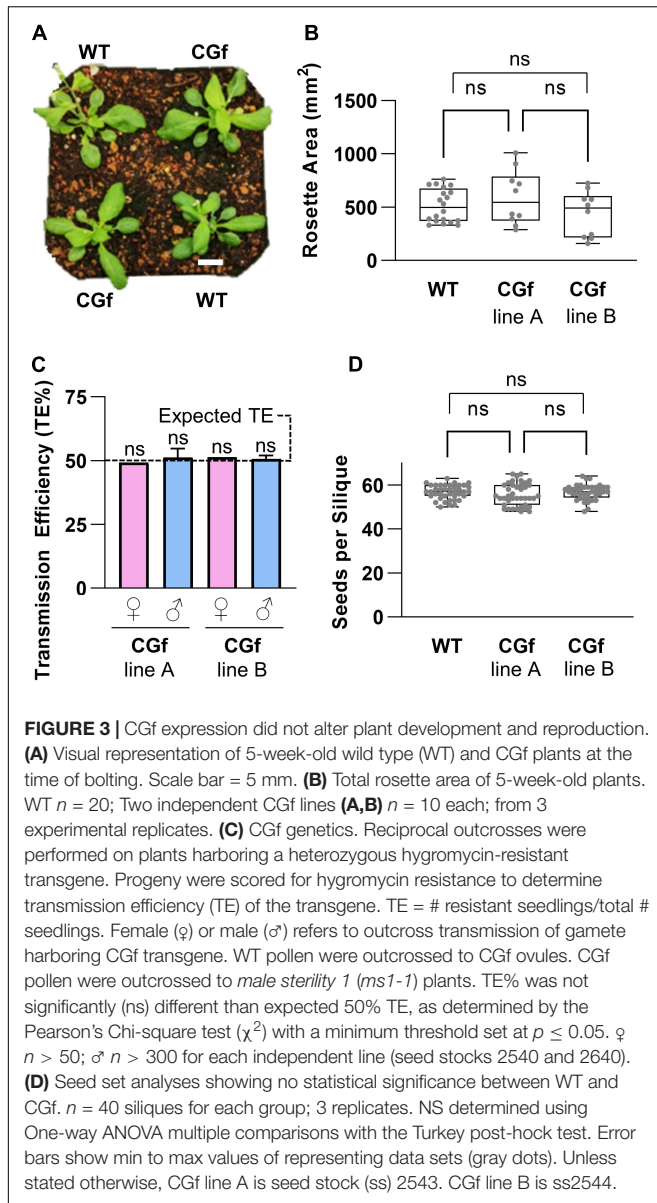 A
WT
CGf
CGf
WT
B
ns
ns
ns
Rosette Area (mm²)
1500
1000
500
0
WT
CGf
line A
CGf
line B
C
Transmission Efficiency (TE%)
75
50
25
0
Expected TE
ns
ns
ns
ns
♀
♂
♀
♂
CGf
line A
CGf
line B
D
ns
ns
ns
Seeds per Silique
60
40
20
0
WT
CGf
line A
CGf
line B
FIGURE 3 | CGf expression did not alter plant development and reproduction.
(A) Visual representation of 5-week-old wild type (WT) and CGf plants at the
time of bolting. Scale bar = 5 mm. (B) Total rosette area of 5-week-old plants.
WT n = 20; Two independent CGf lines (A,B) n = 10 each; from 3
experimental replicates. (C) CGf genetics. Reciprocal outcrosses were
performed on plants harboring a heterozygous hygromycin-resistant
transgene. Progeny were scored for hygromycin resistance to determine
transmission efficiency (TE) of the transgene. TE = # resistant seedlings/total #
seedlings. Female (♀) or male (♂) refers to outcross transmission of gamete
harboring CGf transgene. WT pollen were outcrossed to CGf ovules. CGf
pollen were outcrossed to male sterility 1 (ms1-1) plants. TE% was not
significantly (ns) different than expected 50% TE, as determined by the
Pearson's Chi-square test (χ²) with a minimum threshold set at p ≤ 0.05. ♀
n > 50; ♂ n > 300 for each independent line (seed stocks 2540 and 2640).
(D) Seed set analyses showing no statistical significance between WT and
CGf. n = 40 siliques for each group; 3 replicates. NS determined using
One-way ANOVA multiple comparisons with the Turkey post-hock test. Error
bars show min to max values of representing data sets (gray dots). Unless
stated otherwise, CGf line A is seed stock (ss) 2543. CGf line B is ss2544.